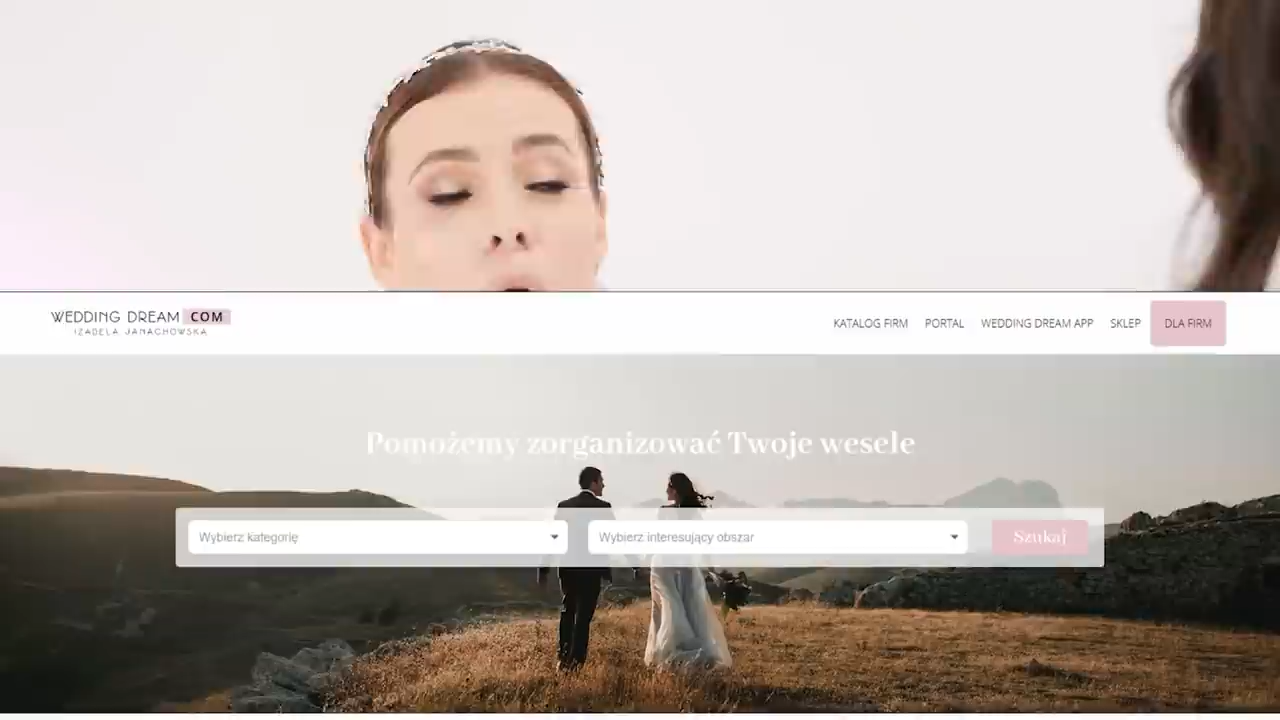 WEDDING DREAM COM
IZABELA JANACHOWSKA
KATALOG FIRM
PORTAL
WEDDING DREAM APP
SKLEP
DLA FIRM
Pomożemy zorganizować Twoje wesele
Wybierz kategorię
Wybierz interesujący obszar
Szukaj